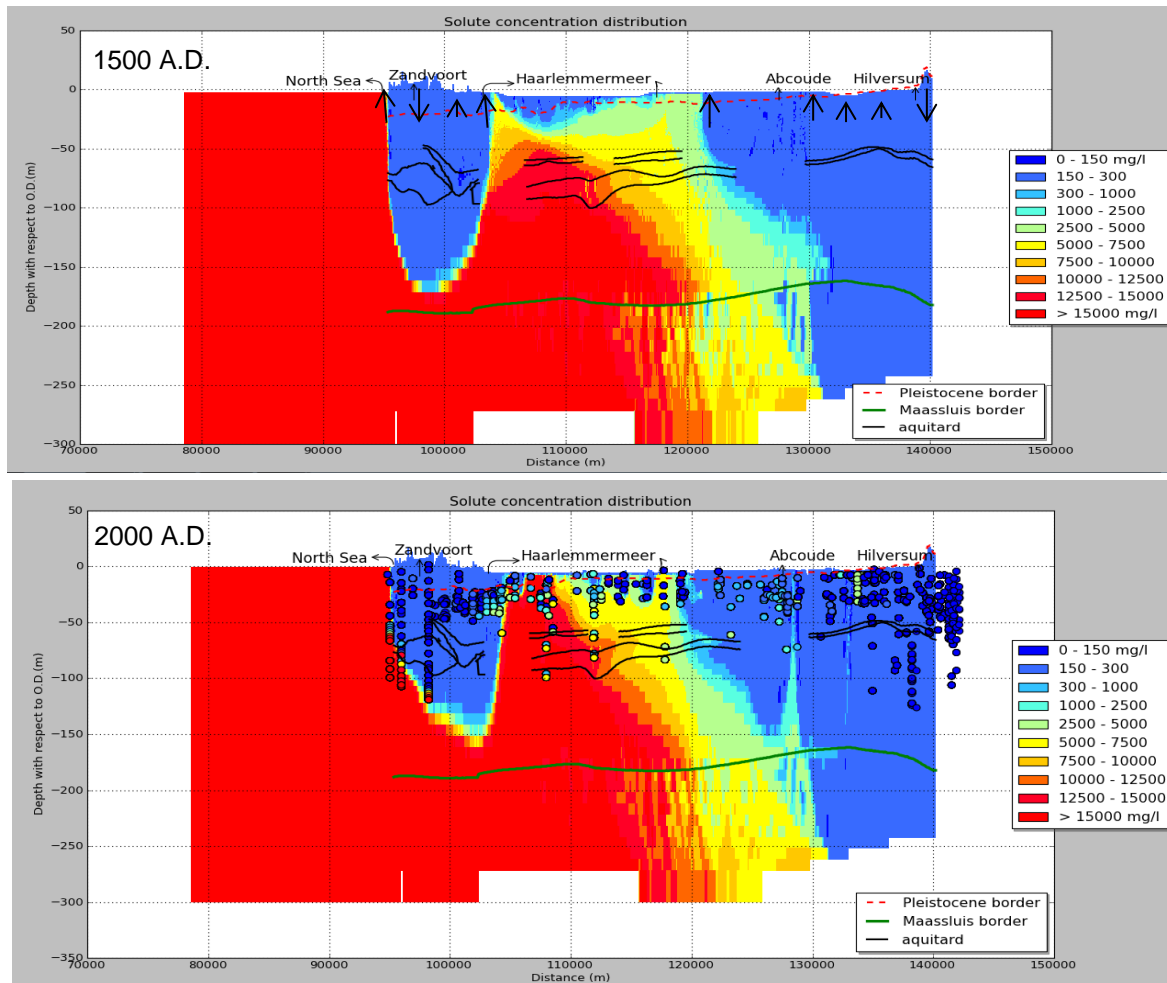 Solute concentration distribution
1500 A.D.
North Sea
Zandvoort
Haarlemmermeer
Abcoude
Hilversum
50
0
−50
−100
−150
−200
−250
−300
Depth with respect to O.D.(m)
0 - 150 mg/l
150 - 300
300 - 1000
1000 - 2500
2500 - 5000
5000 - 7500
7500 - 10000
10000 - 12500
12500 - 15000
> 15000 mg/l
Pleistocene border
Maassluis border
aquitard
70000 80000 90000 100000 110000 120000 130000 140000 150000
Distance (m)
Solute concentration distribution
2000 A.D.
North Sea
Zandvoort
Haarlemmermeer
Abcoude
Hilversum
50
0
−50
−100
−150
−200
−250
−300
−350
Depth with respect to O.D.(m)
0 - 150 mg/l
150 - 300
300 - 1000
1000 - 2500
2500 - 5000
5000 - 7500
7500 - 10000
10000 - 12500
12500 - 15000
> 15000 mg/l
Pleistocene border
Maassluis border
aquitard
70000 80000 90000 100000 110000 120000 130000 140000 150000
Distance (m)